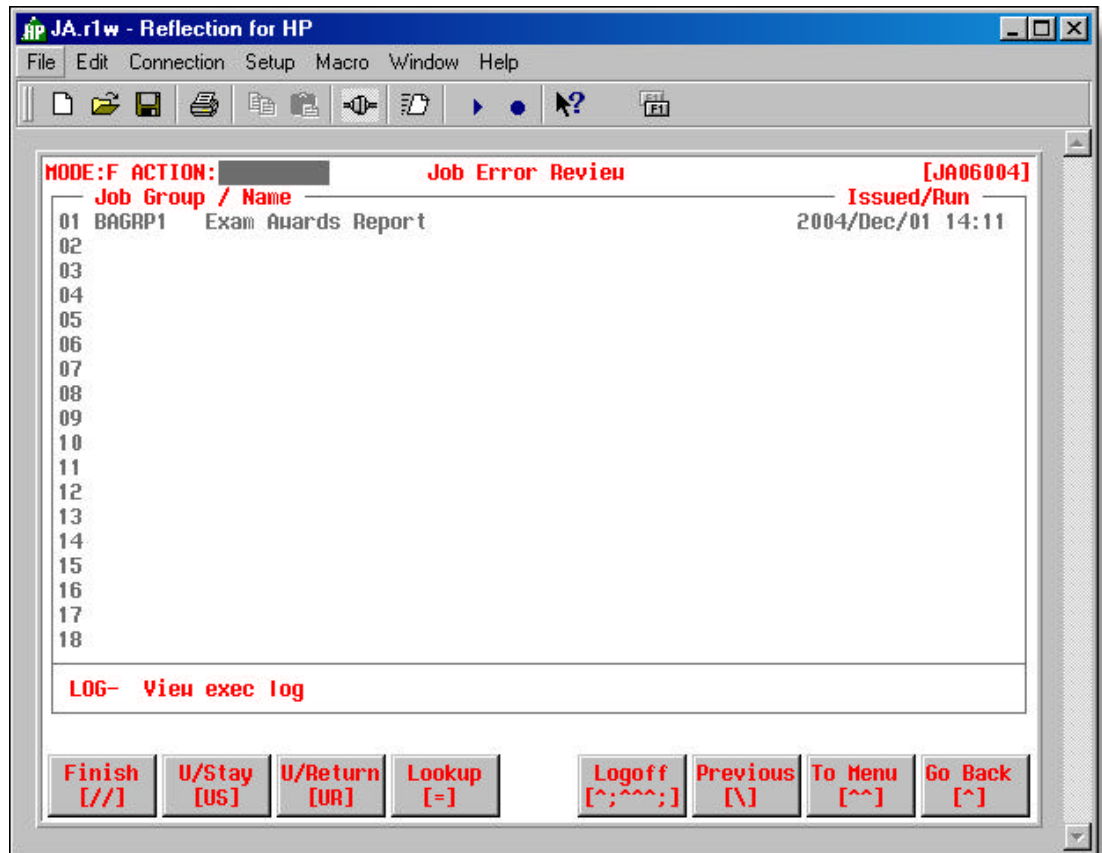 JA.r1w - Reflection for HP
File Edit Connection Setup Macro Window Help
MODE:F ACTION: Job Error Review [JA06004]
Job Group / Name Issued/Run
01 BAGRP1 Exam Awards Report 2004/Dec/01 14:11
02
03
04
05
06
07
08
09
10
11
12
13
14
15
16
17
18
LOG- View exec log
Finish U/Stay U/Return Lookup Logoff Previous To Menu Go Back
[//] [US] [UR] [=] [^;^^^;] [\] [^^] [^]